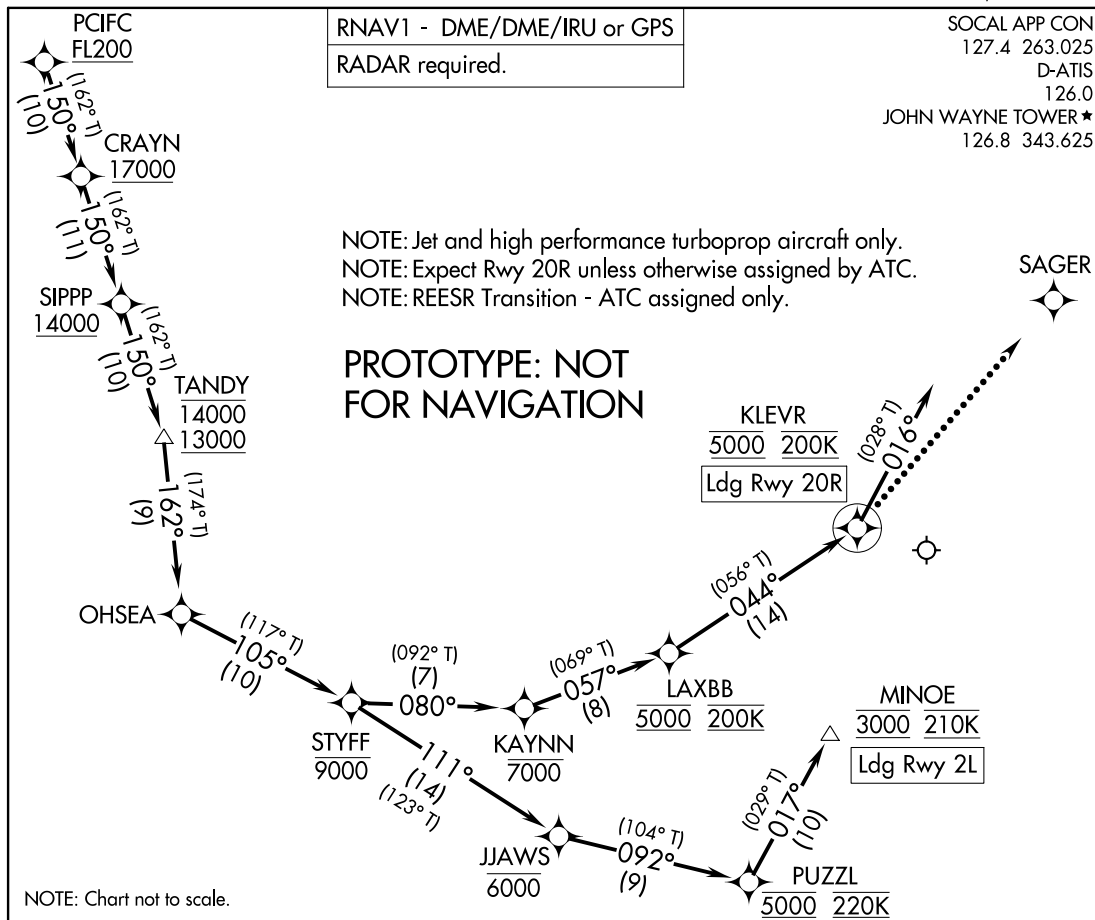 RNAV1 - DME/DME/IRU or GPS
RADAR required.
SOCAL APP CON
127.4 263.025
D-ATIS
126.0
JOHN WAYNE TOWER★
126.8 343.625
PCIFC
FL200
(162° T)
150°
(10)
CRAYN
17000
(162° T)
150°
(11)
SIPPP
14000
(162° T)
150°
(10)
TANDY
14000
13000
(174° T)
162°
(9)
NOTE: Jet and high performance turboprop aircraft only.
NOTE: Expect Rwy 20R unless otherwise assigned by ATC.
NOTE: REESR Transition - ATC assigned only.
PROTOTYPE: NOT
FOR NAVIGATION
SAGER
KLEVR
5000 200K
Ldg Rwy 20R
(028° T)
016°
OHSEA
(117° T)
105°
(10)
STYFF
9000
(092° T)
(7)
080°
KAYNN
7000
(069° T)
057°
(8)
LAXBB
5000 200K
(056° T)
044°
(14)
111°
(14)
(123° T)
JJAWS
6000
(104° T)
092°
(9)
PUZZL
5000 220K
(029° T)
017°
(10)
MINOE
3000 210K
Ldg Rwy 2L
NOTE: Chart not to scale.